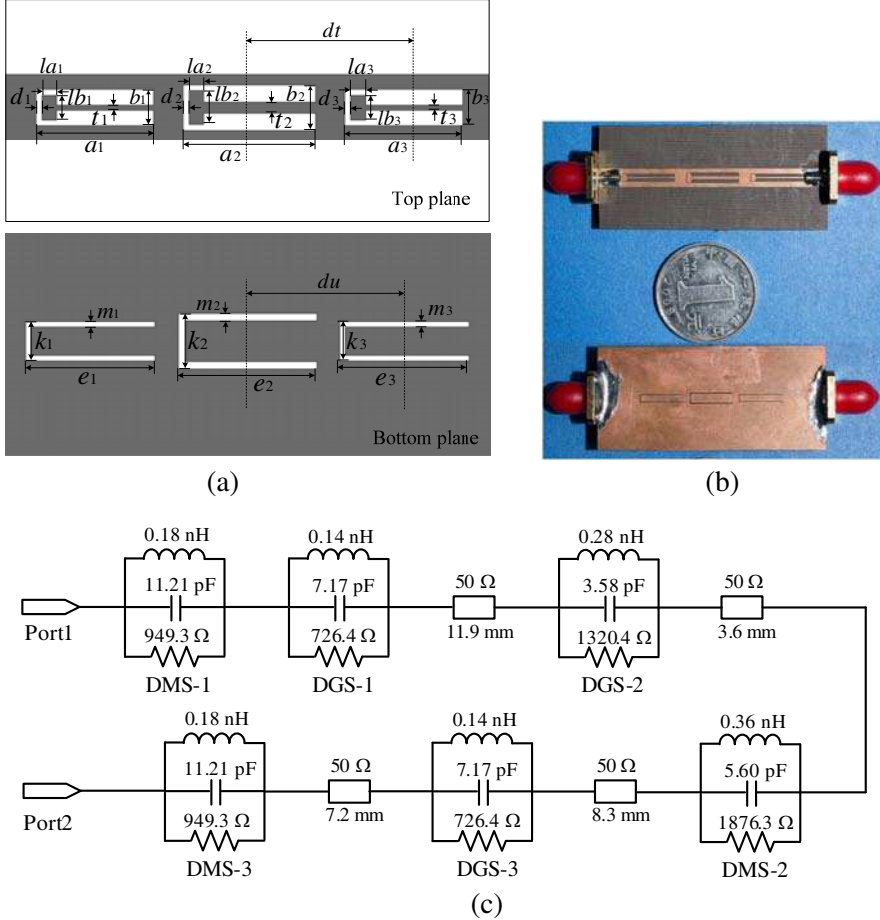 dt
la1 la2 la3
d1 lb1 b1 d2 lb2 b2 d3 lb3 b3
t1 t2 t3
a1 a2 a3
Top plane
du
m1 m2 m3
k1 k2 k3
e1 e2 e3
Bottom plane
(a) (b)
1
0.18 nH 0.14 nH 0.28 nH
11.21 pF 7.17 pF 50 Ω 3.58 pF 50 Ω
Port1 949.3 Ω 726.4 Ω 11.9 mm 1320.4 Ω 3.6 mm
DMS-1 DGS-1 DGS-2
0.18 nH 0.14 nH 0.36 nH
11.21 pF 50 Ω 7.17 pF 50 Ω 5.60 pF
Port2 949.3 Ω 7.2 mm 726.4 Ω 8.3 mm 1876.3 Ω
DMS-3 DGS-3 DMS-2
(c)